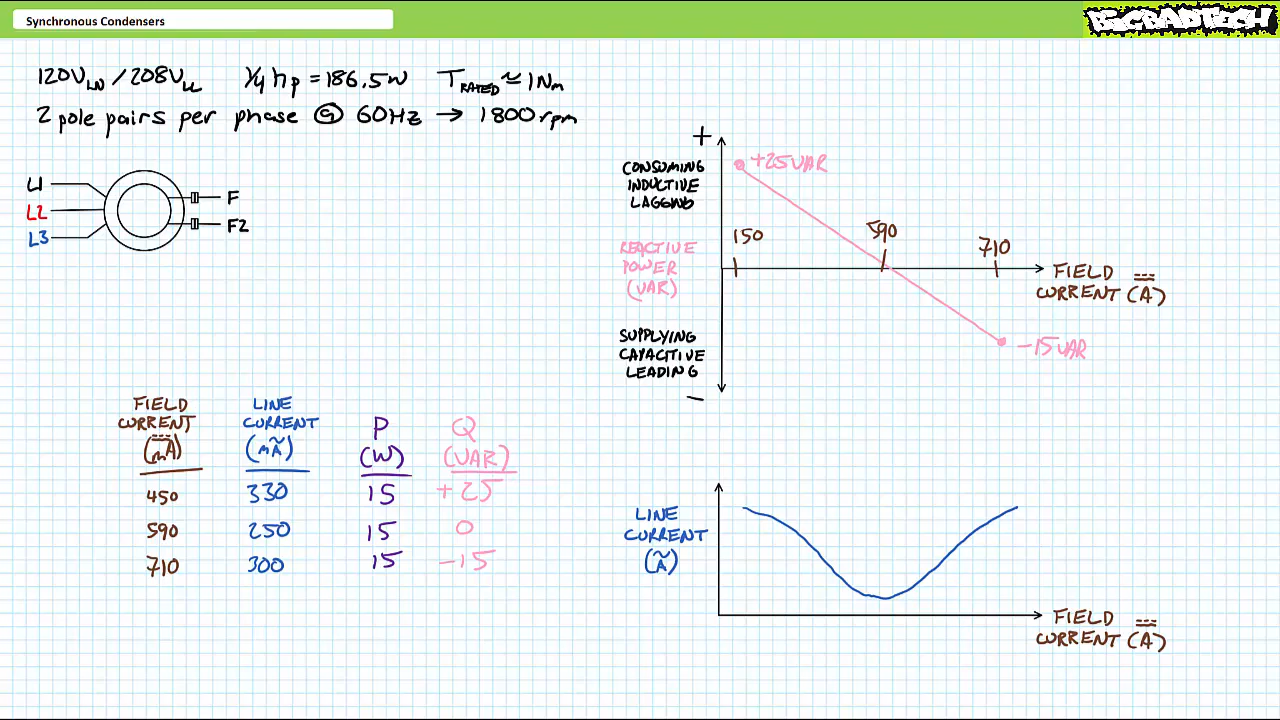 Synchronous Condensers
BIGBADTECH
120V LN / 208V LL 1/4 hp = 186.5W T RATED ≈ 1Nm
2 pole pairs per phase @ 60Hz → 1800 rpm
L1
L2
L3
F
F2
+
CONSUMING
INDUCTIVE
LAGGING
REACTIVE
POWER
(VAR)
SUPPLYING
CAPACITIVE
LEADING
−
+25VAR
150
590
710
−15VAR
FIELD
CURRENT (A)
FIELD CURRENT (mA) LINE CURRENT (mA) P (W) Q (VAR)
450 330 15 +25
590 250 15 0
710 300 15 −15
LINE
CURRENT
(A)
FIELD
CURRENT (A)